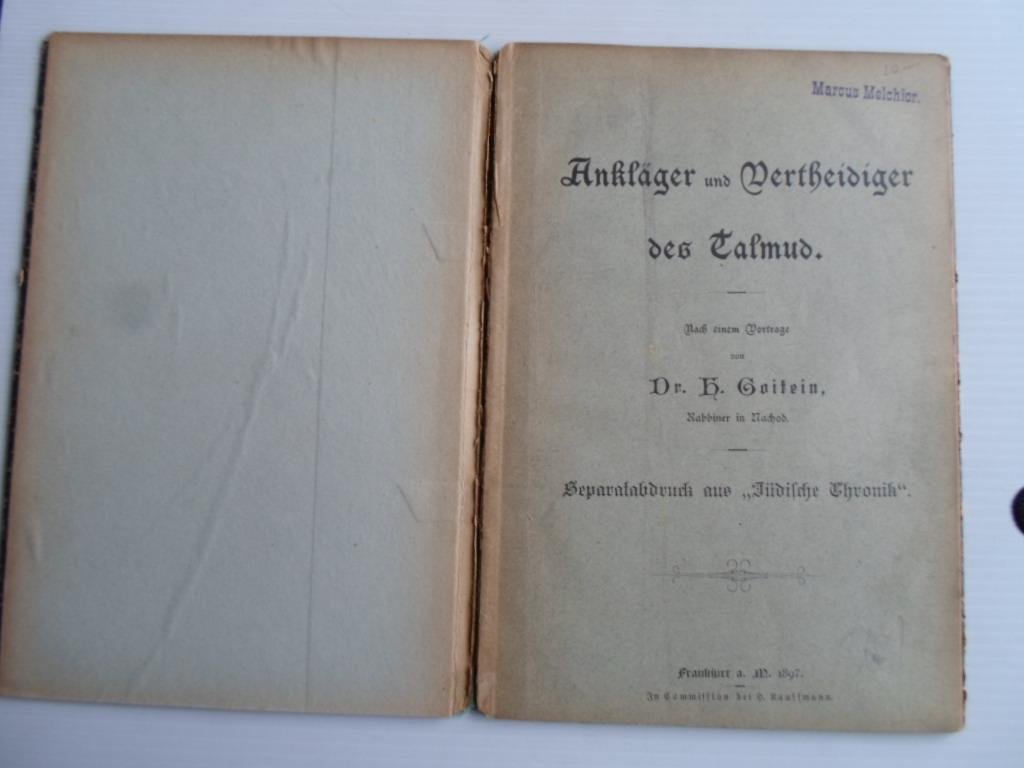 10—
Marcus Melchior.
Ankläger und Vertheidiger
des Talmud.
Nach einem Vortrage
von
Dr. H. Goitein,
Rabbiner in Nachod.
Separatabdruck aus „Jüdische Chronik“.
Frankfurt a. M. 1897.
In Commission bei J. Kauffmann.